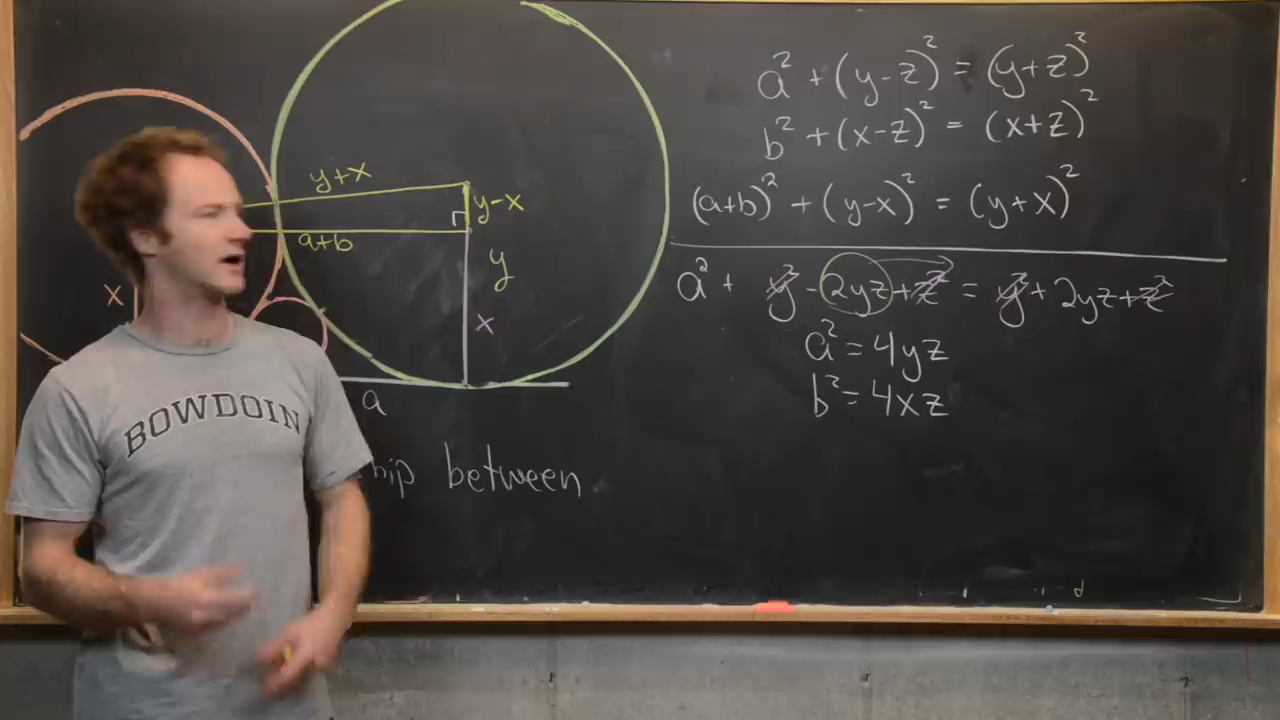 y+x
y-x
a+b
y
x
x
a
hip between
a² + (y-z)² = (y+z)²
b² + (x-z)² = (x+z)²
(a+b)² + (y-x)² = (y+x)²
a² + y² - 2yz + z² = y² + 2yz + z²
a² = 4yz
b² = 4xz
BOWDOIN